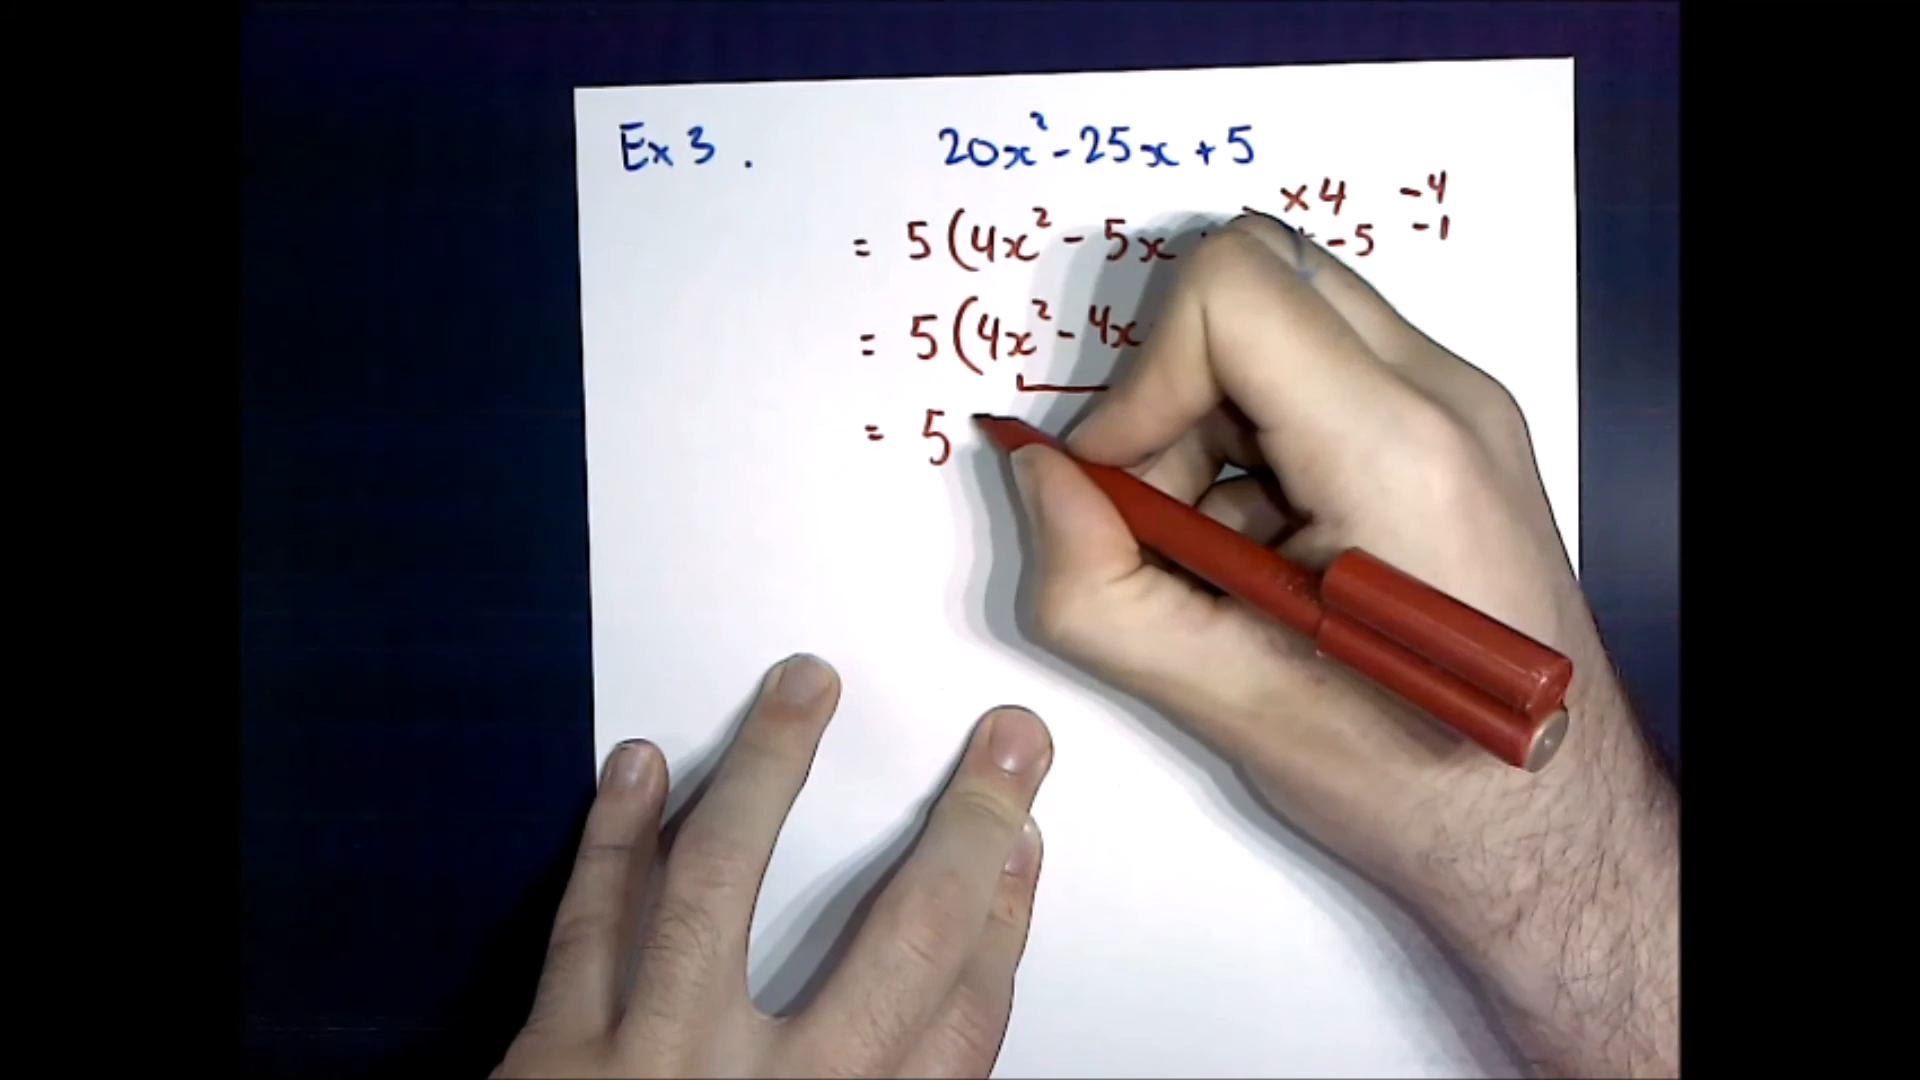 Ex 3 . 20x² - 25x + 5
x 4 -4
= 5 (4x² - 5x -5 -1
= 5 (4x² - 4x
= 5